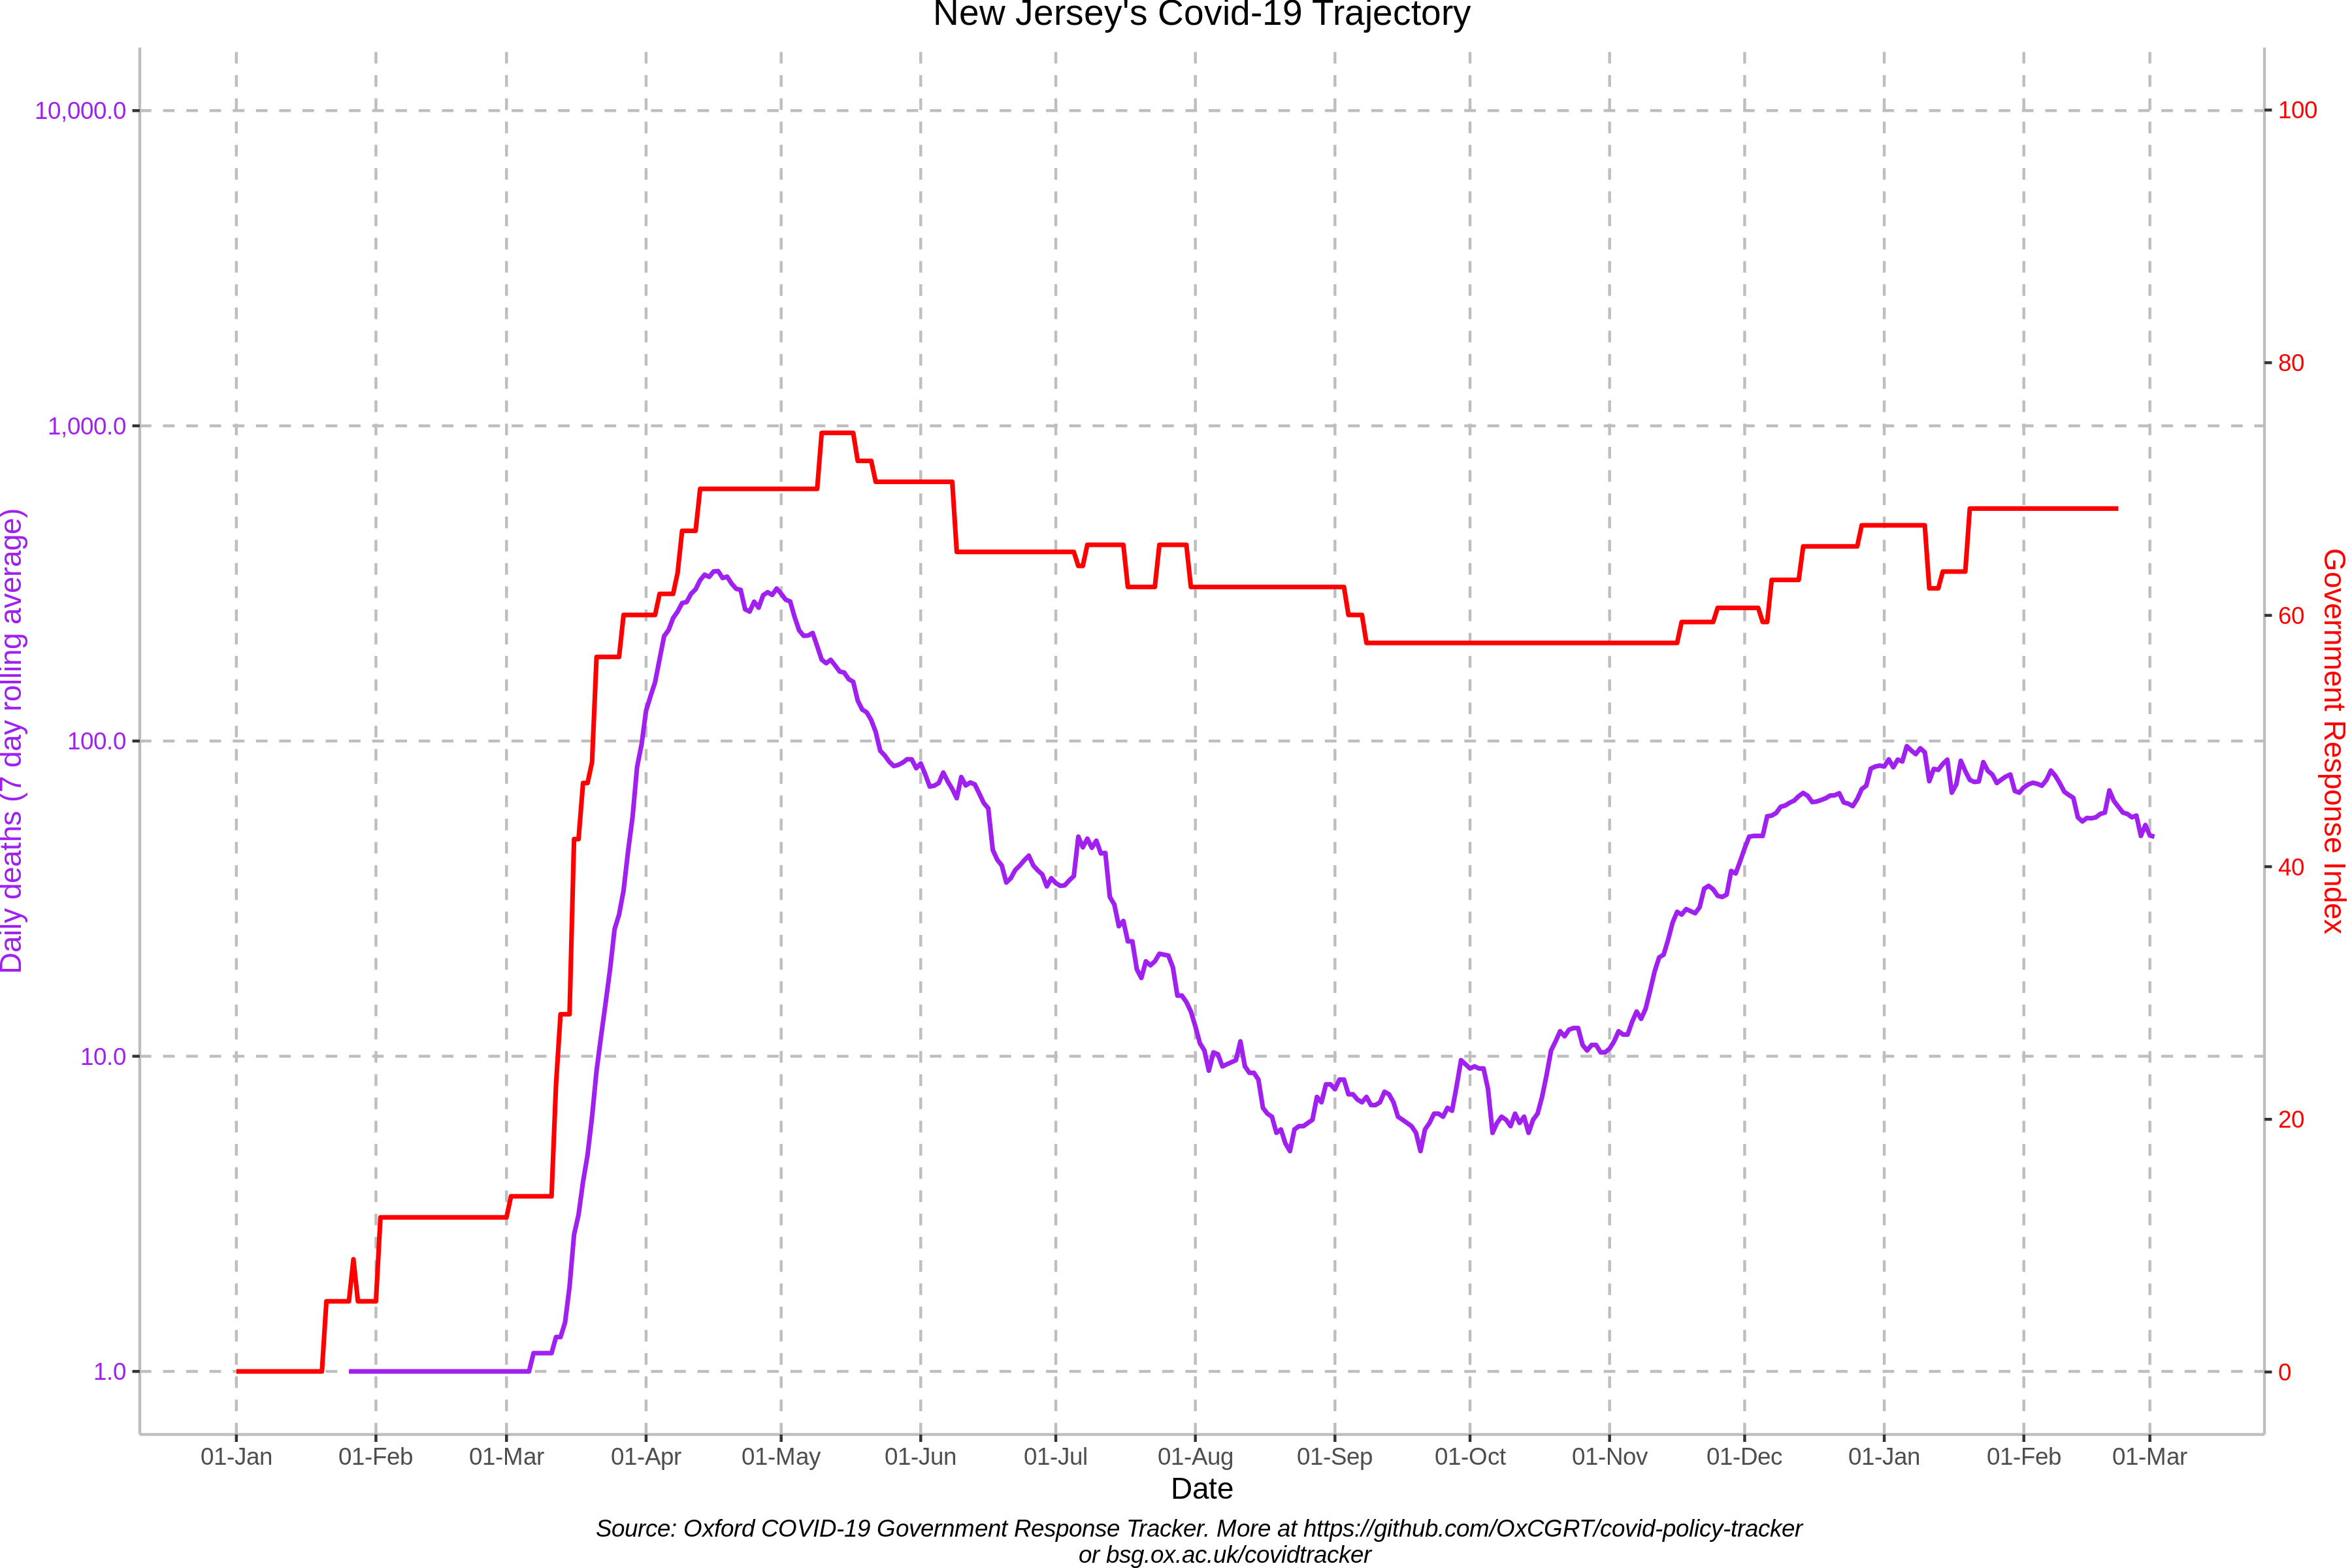 New Jersey's Covid-19 Trajectory
10,000.0
1,000.0
100.0
10.0
1.0
Daily deaths (7 day rolling average)
100
80
60
40
20
0
Government Response Index
01-Jan 01-Feb 01-Mar 01-Apr 01-May 01-Jun 01-Jul 01-Aug 01-Sep 01-Oct 01-Nov 01-Dec 01-Jan 01-Feb 01-Mar
Date
Source: Oxford COVID-19 Government Response Tracker. More at https://github.com/OxCGRT/covid-policy-tracker
or bsg.ox.ac.uk/covidtracker